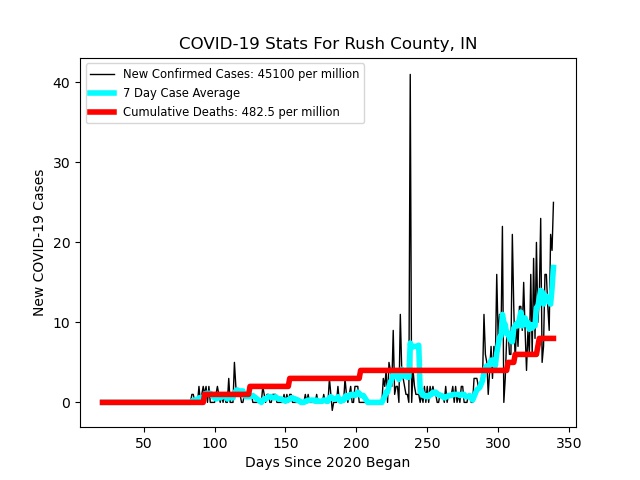 COVID-19 Stats For Rush County, IN
New Confirmed Cases: 45100 per million
7 Day Case Average
Cumulative Deaths: 482.5 per million
New COVID-19 Cases
40
30
20
10
0
50 100 150 200 250 300 350
Days Since 2020 Began